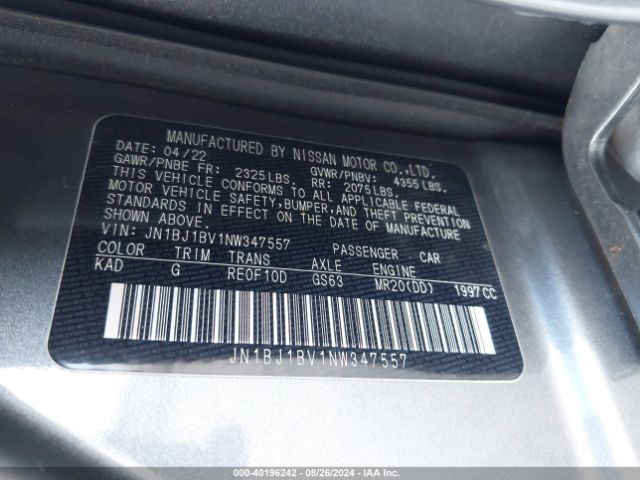 MANUFACTURED BY NISSAN MOTOR CO.,LTD.
DATE: 04/22 GVWR/PNBV: 4355LBS.
GAWR/PNBE FR: 2325LBS. RR: 2075LBS.
THIS VEHICLE CONFORMS TO ALL APPLICABLE FEDERAL
MOTOR VEHICLE SAFETY,BUMPER,AND THEFT PREVENTION
STANDARDS IN EFFECT ON THE DATE OF MANUFACTURE
SHOWN ABOVE.
VIN: JN1BJ1BV1NW347557 PASSENGER CAR
COLOR TRIM TRANS AXLE ENGINE
KAD G RE0F10D GS63 MR20(DD) 1997CC
JN1BJ1BV1NW347557
000-40196242 - 08/26/2024 - IAA Inc.